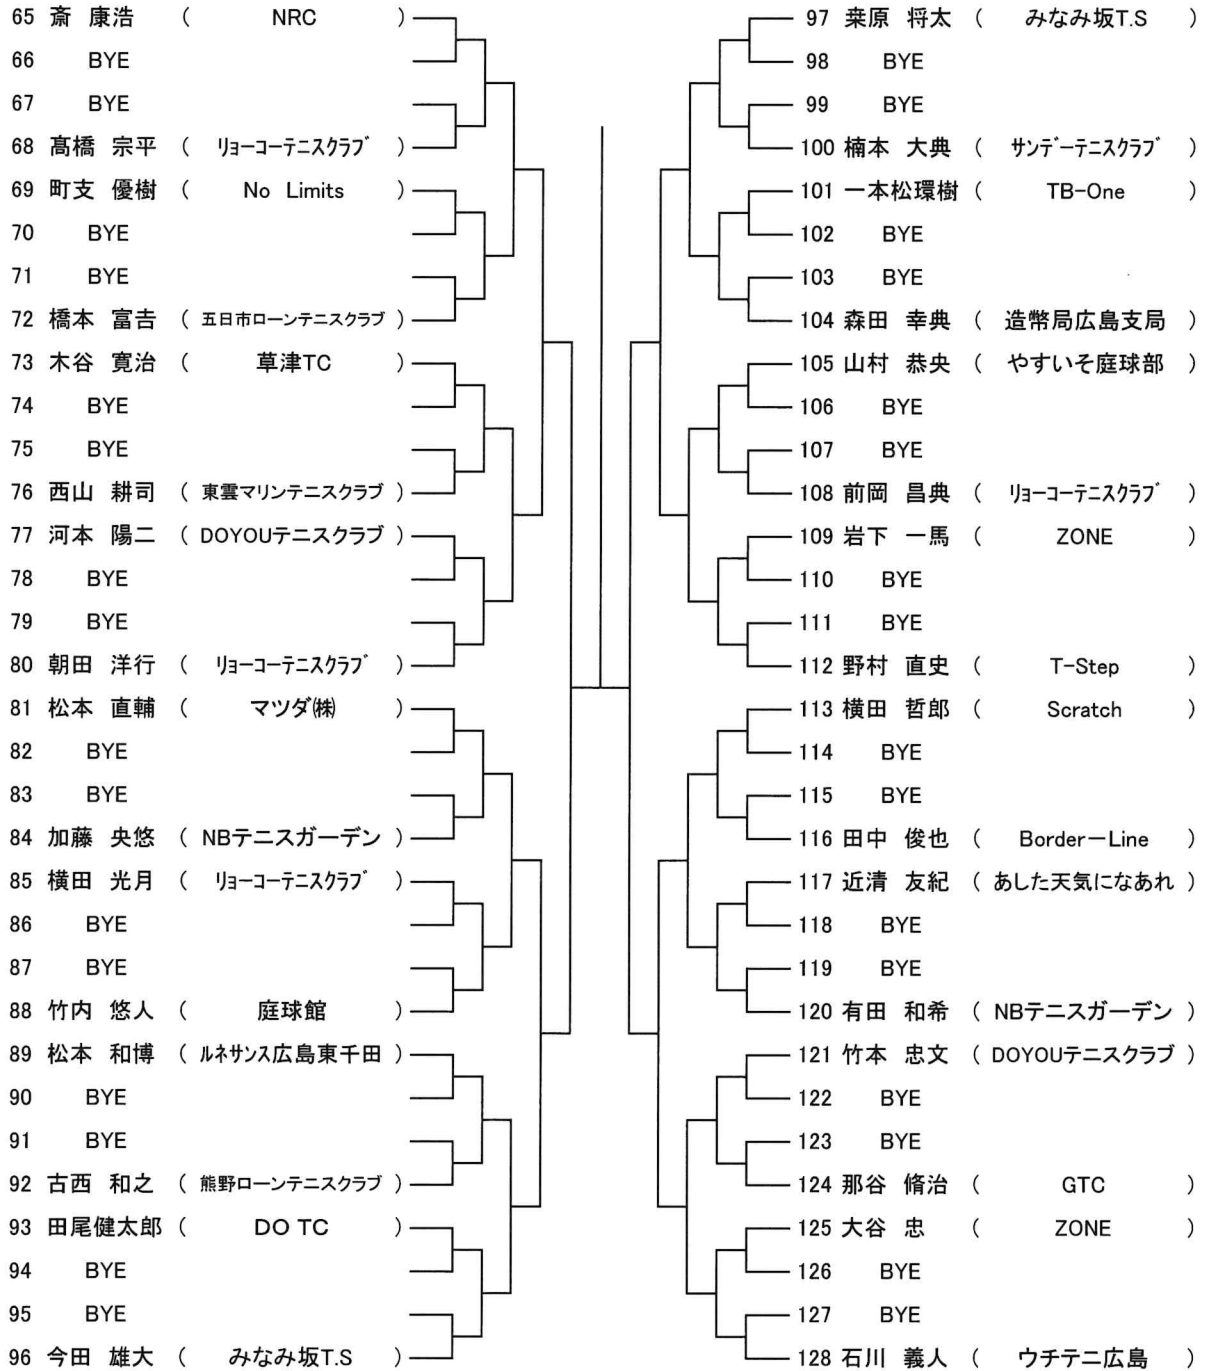 65 斎 康浩 ( NRC )
66 BYE
67 BYE
68 髙橋 宗平 ( ﾘｮｰｺｰﾃﾆｽｸﾗﾌﾞ )
69 町支 優樹 ( No Limits )
70 BYE
71 BYE
72 橋本 富吉 ( 五日市ローンテニスクラブ )
73 木谷 寛治 ( 草津TC )
74 BYE
75 BYE
76 西山 耕司 ( 東雲マリンテニスクラブ )
77 河本 陽二 ( DOYOUテニスクラブ )
78 BYE
79 BYE
80 朝田 洋行 ( ﾘｮｰｺｰﾃﾆｽｸﾗﾌﾞ )
81 松本 直輔 ( マツダ㈱ )
82 BYE
83 BYE
84 加藤 央悠 ( NBテニスガーデン )
85 横田 光月 ( ﾘｮｰｺｰﾃﾆｽｸﾗﾌﾞ )
86 BYE
87 BYE
88 竹内 悠人 ( 庭球館 )
89 松本 和博 ( ﾙﾈｻﾝｽ広島東千田 )
90 BYE
91 BYE
92 古西 和之 ( 熊野ローンテニスクラブ )
93 田尾健太郎 ( DO TC )
94 BYE
95 BYE
96 今田 雄大 ( みなみ坂T.S )
97 桒原 将太 ( みなみ坂T.S )
98 BYE
99 BYE
100 楠本 大典 ( ｻﾝﾃﾞｰﾃﾆｽｸﾗﾌﾞ )
101 一本松環樹 ( TB-One )
102 BYE
103 BYE
104 森田 幸典 ( 造幣局広島支局 )
105 山村 恭央 ( やすいそ庭球部 )
106 BYE
107 BYE
108 前岡 昌典 ( ﾘｮｰｺｰﾃﾆｽｸﾗﾌﾞ )
109 岩下 一馬 ( ZONE )
110 BYE
111 BYE
112 野村 直史 ( T-Step )
113 横田 哲郎 ( Scratch )
114 BYE
115 BYE
116 田中 俊也 ( Border－Line )
117 近清 友紀 ( あした天気になあれ )
118 BYE
119 BYE
120 有田 和希 ( NBテニスガーデン )
121 竹本 忠文 ( DOYOUテニスクラブ )
122 BYE
123 BYE
124 那谷 脩治 ( GTC )
125 大谷 忠 ( ZONE )
126 BYE
127 BYE
128 石川 義人 ( ウチテニ広島 )